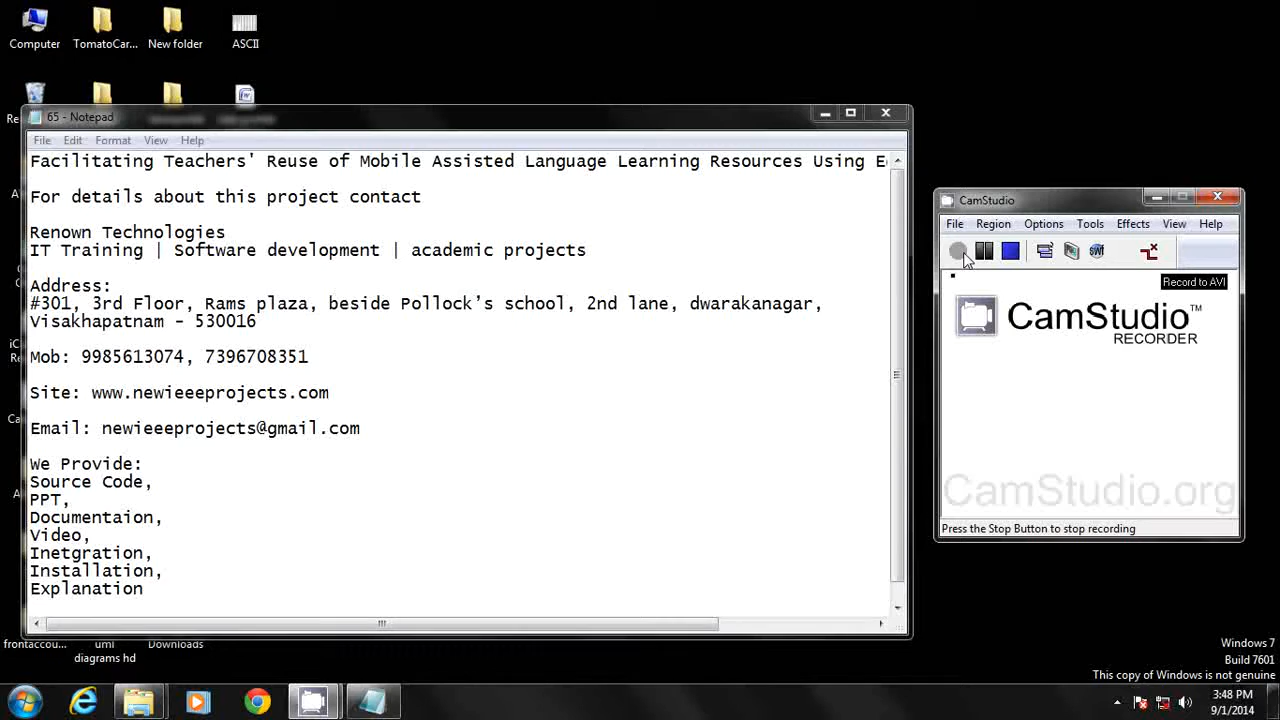 Computer
TomatoCar...
New folder
ASCII
65 - Notepad
File Edit Format View Help
Facilitating Teachers' Reuse of Mobile Assisted Language Learning Resources Using
For details about this project contact
Renown Technologies
IT Training | Software development | academic projects
Address:
#301, 3rd Floor, Rams plaza, beside Pollock’s school, 2nd lane, dwarakanagar,
Visakhapatnam - 530016
Mob: 9985613074, 7396708351
Site: www.newieeeprojects.com
Email: newieeeprojects@gmail.com
We Provide:
Source Code,
PPT,
Documentaion,
Video,
Inetgration,
Installation,
Explanation
CamStudio
File Region Options Tools Effects View Help
Record to AVI
CamStudio™
RECORDER
CamStudio.org
Press the Stop Button to stop recording
frontaccou...
uml
diagrams hd
Downloads
Windows 7
Build 7601
This copy of Windows is not genuine
3:48 PM
9/1/2014